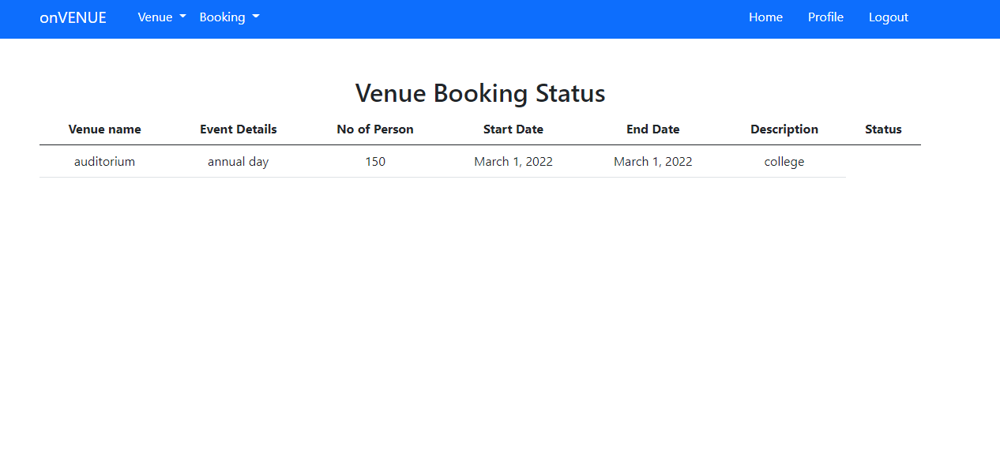 onVENUE Venue Booking Home Profile Logout
Venue Booking Status
Venue name Event Details No of Person Start Date End Date Description Status
auditorium annual day 150 March 1, 2022 March 1, 2022 college